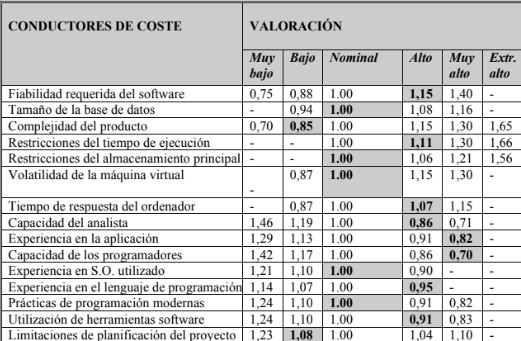 CONDUCTORES DE COSTE VALORACIÓN
Muy bajo Bajo Nominal Alto Muy alto Extr. alto
Fiabilidad requerida del software 0,75 0,88 1.00 1,15 1,40 -
Tamaño de la base de datos - 0,94 1.00 1,08 1,16 -
Complejidad del producto 0,70 0,85 1.00 1,15 1,30 1,65
Restricciones del tiempo de ejecución - - 1.00 1,11 1,30 1,66
Restricciones del almacenamiento principal - - 1.00 1,06 1,21 1,56
Volatilidad de la máquina virtual - 0,87 1.00 1,15 1,30 -
Tiempo de respuesta del ordenador - 0,87 1.00 1,07 1,15 -
Capacidad del analista 1,46 1,19 1.00 0,86 0,71 -
Experiencia en la aplicación 1,29 1,13 1.00 0,91 0,82 -
Capacidad de los programadores 1,42 1,17 1.00 0,86 0,70 -
Experiencia en S.O. utilizado 1,21 1,10 1.00 0,90 - -
Experiencia en el lenguaje de programación 1,14 1,07 1.00 0,95 - -
Prácticas de programación modernas 1,24 1,10 1.00 0,91 0,82 -
Utilización de herramientas software 1,24 1,10 1.00 0,91 0,83 -
Limitaciones de planificación del proyecto 1,23 1,08 1.00 1,04 1,10 -